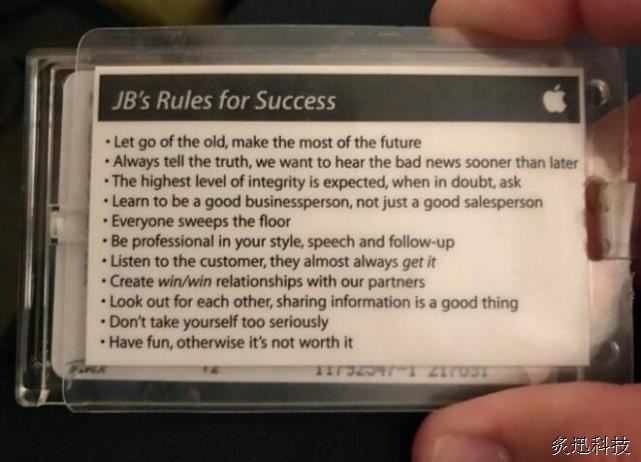 JB's Rules for Success
• Let go of the old, make the most of the future
• Always tell the truth, we want to hear the bad news sooner than later
• The highest level of integrity is expected, when in doubt, ask
• Learn to be a good businessperson, not just a good salesperson
• Everyone sweeps the floor
• Be professional in your style, speech and follow-up
• Listen to the customer, they almost always get it
• Create win/win relationships with our partners
• Look out for each other, sharing information is a good thing
• Don't take yourself too seriously
• Have fun, otherwise it's not worth it
炙迅科技